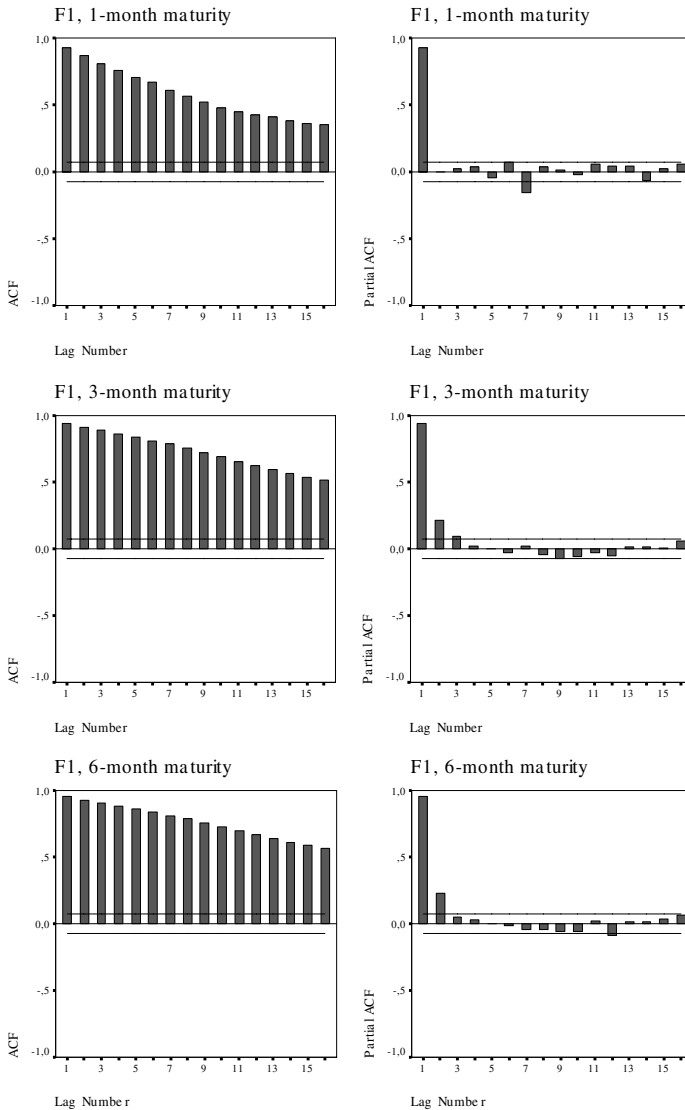 F1, 1-month maturity
1,0
,5
0,0
-,5
-1,0
ACF
1 3 5 7 9 11 13 15
Lag Number
F1, 1-month maturity
1,0
,5
0,0
-,5
-1,0
Partial ACF
1 3 5 7 9 11 13 15
Lag Number
F1, 3-month maturity
1,0
,5
0,0
-,5
-1,0
ACF
1 3 5 7 9 11 13 15
Lag Number
F1, 3-month maturity
1,0
,5
0,0
-,5
-1,0
Partial ACF
1 3 5 7 9 11 13 15
Lag Number
F1, 6-month maturity
1,0
,5
0,0
-,5
-1,0
ACF
1 3 5 7 9 11 13 15
Lag Number
F1, 6-month maturity
1,0
,5
0,0
-,5
-1,0
Partial ACF
1 3 5 7 9 11 13 15
Lag Number